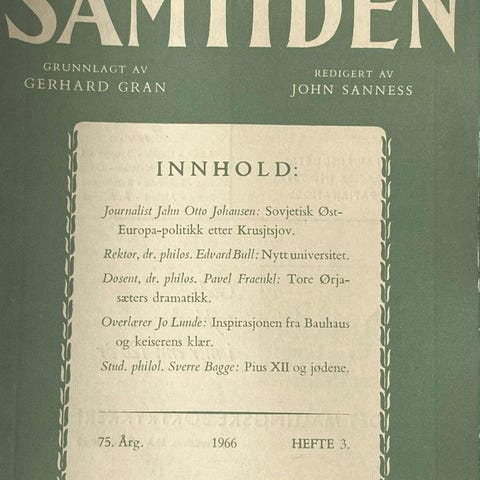 SAMTIDEN
GRUNNLAGT AV
GERHARD GRAN
REDIGERT AV
JOHN SANNESS
INNHOLD:
Journalist Jahn Otto Johansen: Sovjetisk Øst-
Europa-politikk etter Krusjtsjov.
Rektor, dr. philos. Edvard Bull: Nytt universitet.
Dosent, dr. philos. Pavel Fraenkl: Tore Ørja-
sæters dramatikk.
Overlærer Jo Lunde: Inspirasjonen fra Bauhaus
og keiserens klær.
Stud. philol. Sverre Bagge: Pius XII og jødene.
75. Årg. 1966 HEFTE 3.